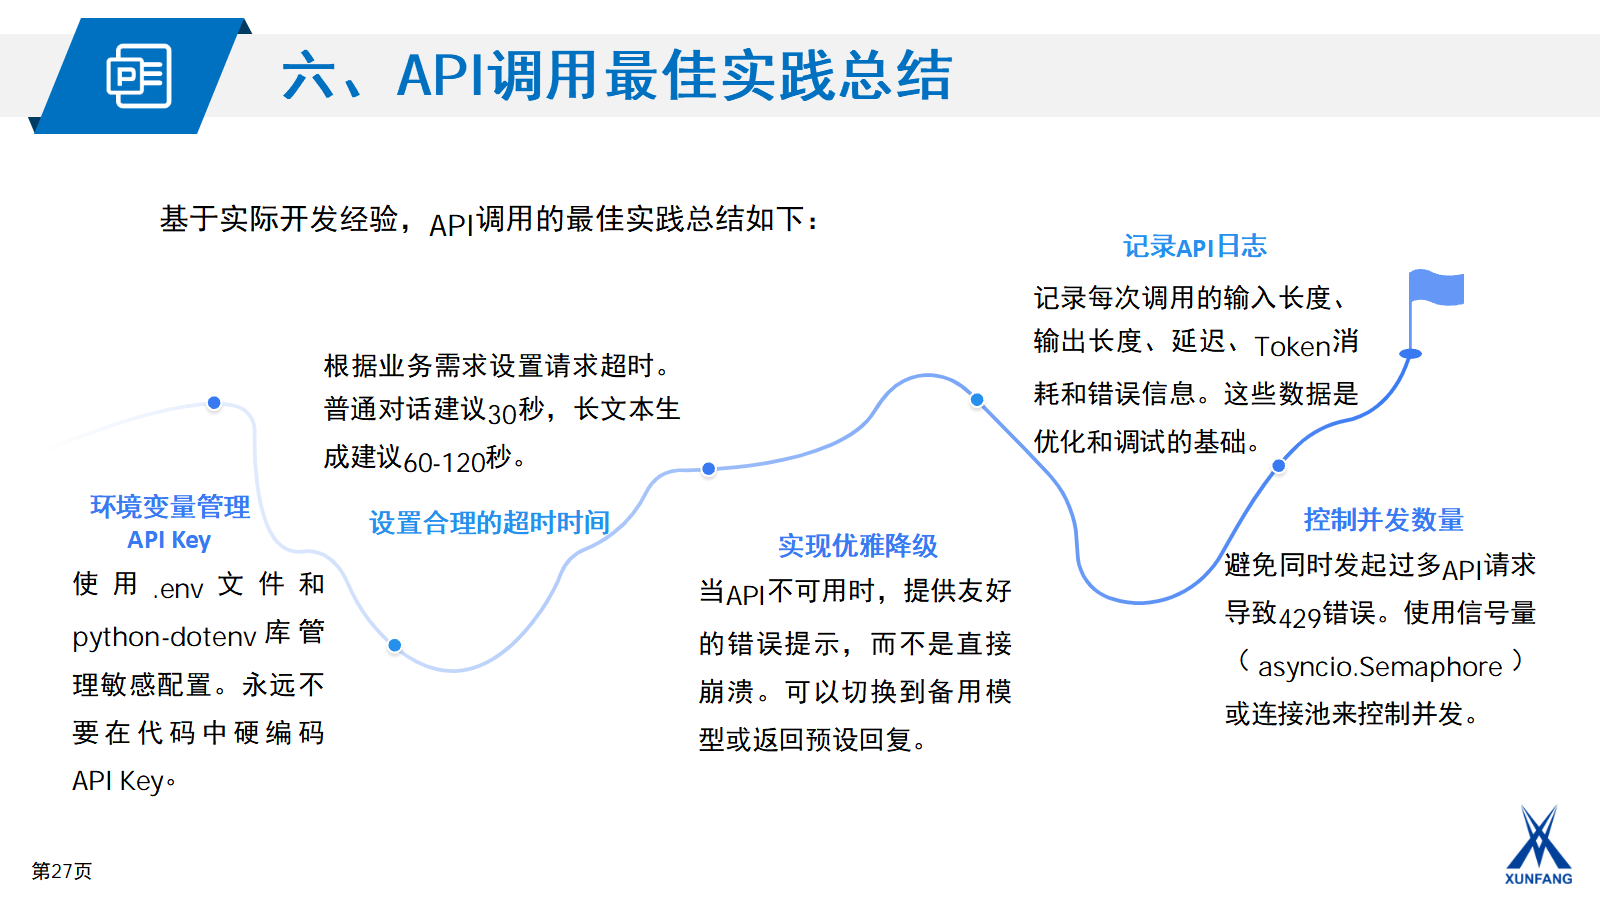 六、API调用最佳实践总结
基于实际开发经验，API调用的最佳实践总结如下：
环境变量管理
API Key
使用.env文件和
python-dotenv库管
理敏感配置。永远不
要在代码中硬编码
API Key。
根据业务需求设置请求超时。
普通对话建议30秒，长文本生
成建议60-120秒。
设置合理的超时时间
实现优雅降级
当API不可用时，提供友好
的错误提示，而不是直接
崩溃。可以切换到备用模
型或返回预设回复。
记录API日志
记录每次调用的输入长度、
输出长度、延迟、Token消
耗和错误信息。这些数据是
优化和调试的基础。
控制并发数量
避免同时发起过多API请求
导致429错误。使用信号量
（asyncio.Semaphore）
或连接池来控制并发。
第27页
XUNFANG